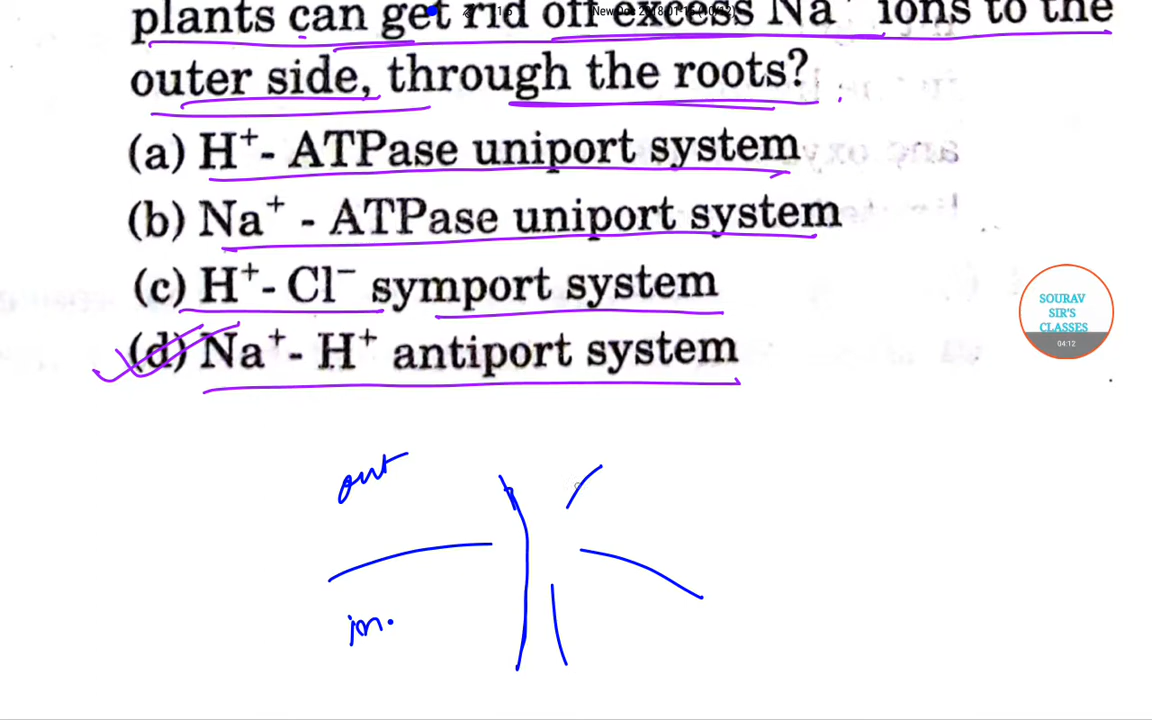 plants can get rid off excess Na⁺ ions to the
outer side, through the roots?
(a) H⁺- ATPase uniport system
(b) Na⁺ - ATPase uniport system
(c) H⁺- Cl⁻ symport system
(d) Na⁺- H⁺ antiport system
SOURAV
SIR'S
CLASSES
04:12
out
in.